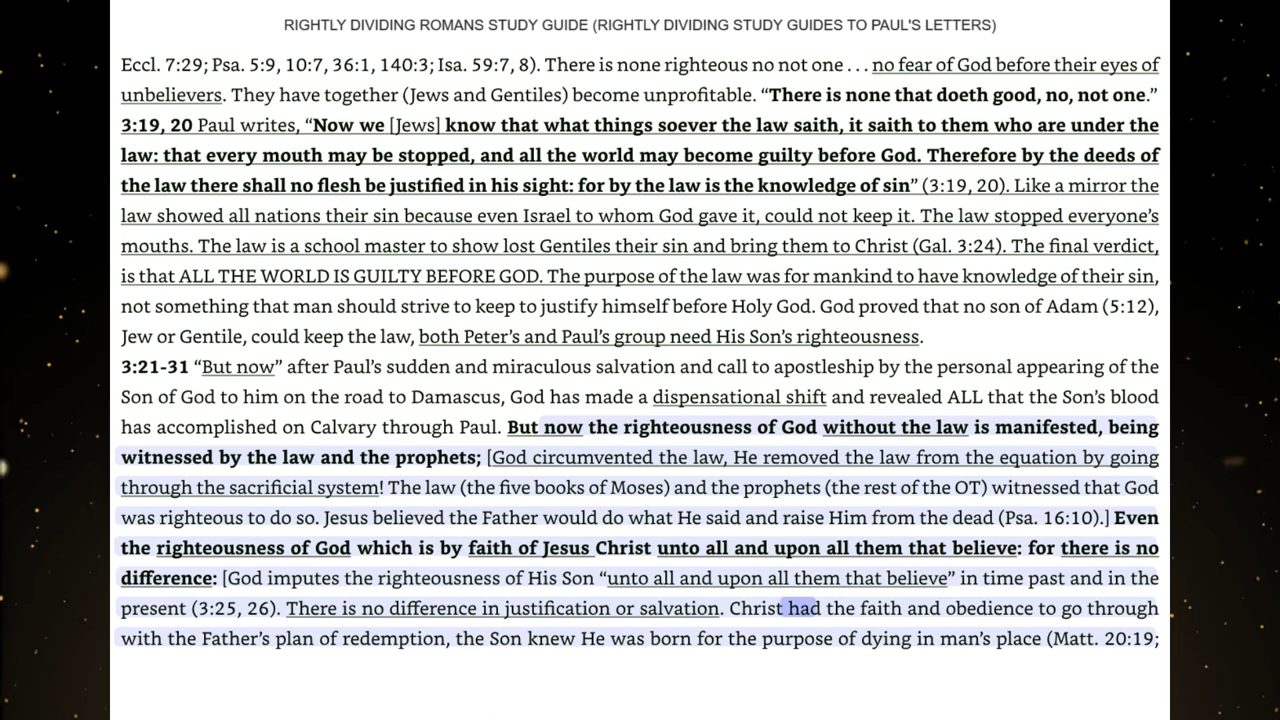 RIGHTLY DIVIDING ROMANS STUDY GUIDE (RIGHTLY DIVIDING STUDY GUIDES TO PAUL'S LETTERS)
Eccl. 7:29; Psa. 5:9, 10:7, 36:1, 140:3; Isa. 59:7, 8). There is none righteous no not one . . . no fear of God before their eyes of
unbelievers. They have together (Jews and Gentiles) become unprofitable. “There is none that doeth good, no, not one.”
3:19, 20 Paul writes, “Now we [Jews] know that what things soever the law saith, it saith to them who are under the
law: that every mouth may be stopped, and all the world may become guilty before God. Therefore by the deeds of
the law there shall no flesh be justified in his sight: for by the law is the knowledge of sin” (3:19, 20). Like a mirror the
law showed all nations their sin because even Israel to whom God gave it, could not keep it. The law stopped everyone’s
mouths. The law is a school master to show lost Gentiles their sin and bring them to Christ (Gal. 3:24). The final verdict,
is that ALL THE WORLD IS GUILTY BEFORE GOD. The purpose of the law was for mankind to have knowledge of their sin,
not something that man should strive to keep to justify himself before Holy God. God proved that no son of Adam (5:12),
Jew or Gentile, could keep the law, both Peter’s and Paul’s group need His Son’s righteousness.
3:21-31 “But now” after Paul’s sudden and miraculous salvation and call to apostleship by the personal appearing of the
Son of God to him on the road to Damascus, God has made a dispensational shift and revealed ALL that the Son’s blood
has accomplished on Calvary through Paul. But now the righteousness of God without the law is manifested, being
witnessed by the law and the prophets; [God circumvented the law, He removed the law from the equation by going
through the sacrificial system! The law (the five books of Moses) and the prophets (the rest of the OT) witnessed that God
was righteous to do so. Jesus believed the Father would do what He said and raise Him from the dead (Psa. 16:10).] Even
the righteousness of God which is by faith of Jesus Christ unto all and upon all them that believe: for there is no
difference: [God imputes the righteousness of His Son “unto all and upon all them that believe” in time past and in the
present (3:25, 26). There is no difference in justification or salvation. Christ had the faith and obedience to go through
with the Father’s plan of redemption, the Son knew He was born for the purpose of dying in man’s place (Matt. 20:19;